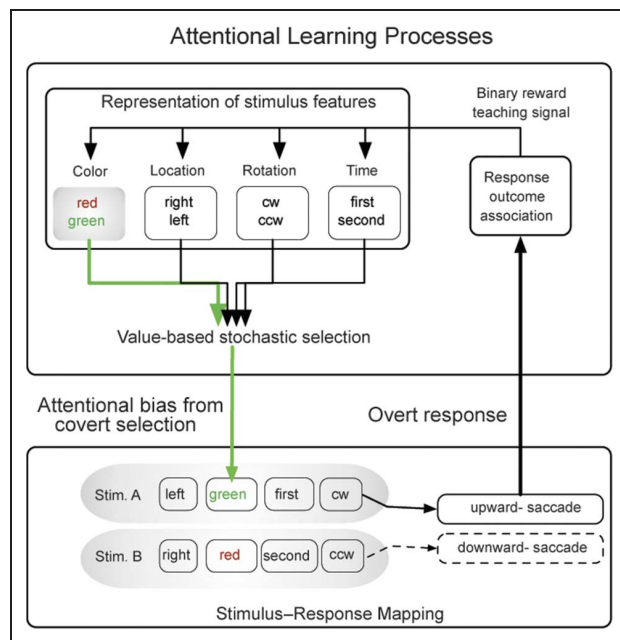 Attentional Learning Processes
Representation of stimulus features
Binary reward
teaching signal
Color
Location
Rotation
Time
red
green
right
left
cw
ccw
first
second
Response
outcome
association
Value-based stochastic selection
Attentional bias from
covert selection
Overt response
Stim. A
left
green
first
cw
upward- saccade
Stim. B
right
red
second
ccw
downward- saccade
Stimulus–Response Mapping